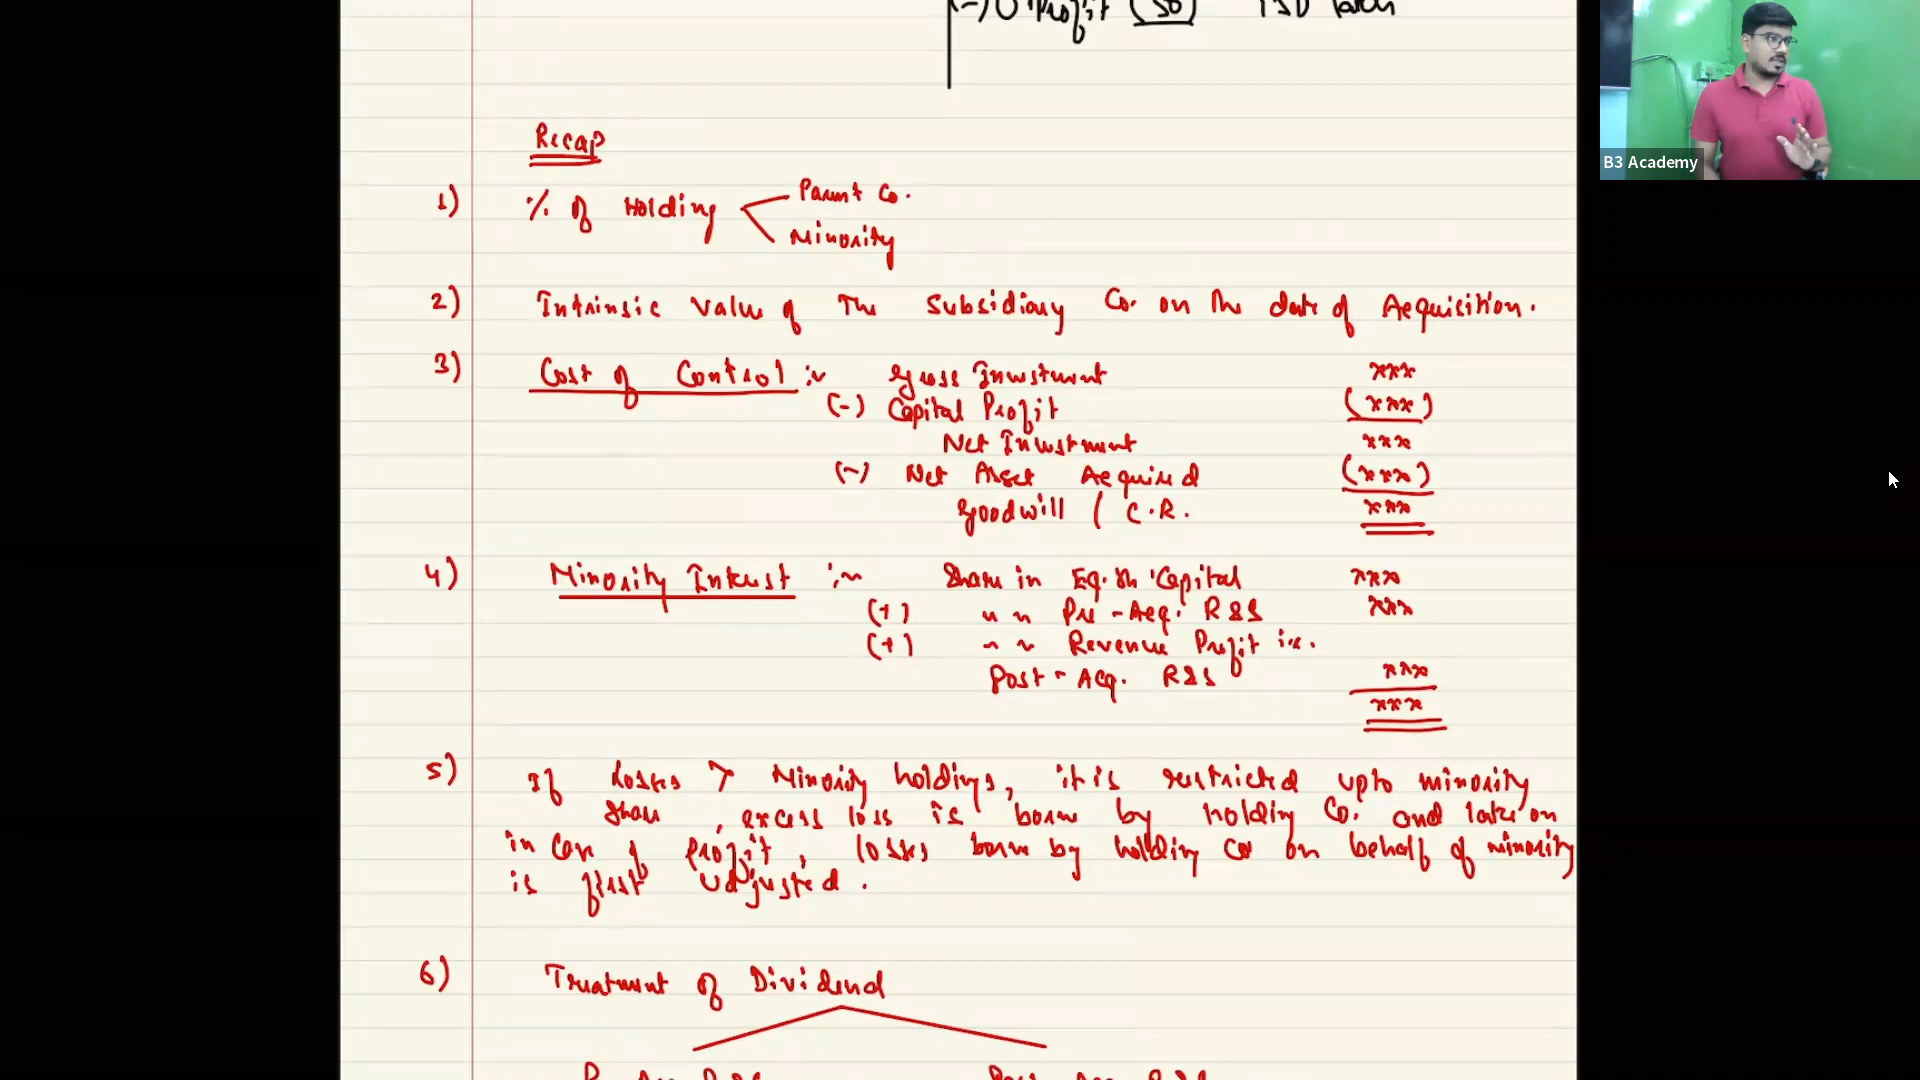 (-) Profit (50) 150 Lakh
Recap
1) % of Holding
Parent Co.
Minority
2) Intrinsic Value of The Subsidiary Co. on the date of Acquisition.
3) Cost of Control :- Gross Investment xxx
(-) Capital Profit (xxx)
Net Investment xxx
(-) Net Asset Acquired (xxx)
Goodwill / C.R. xxx
4) Minority Interest :- Share in Eq. Sh. Capital xxx
(+) " " Pre - Acq. R&S xxx
(+) " " Revenue Profit i.e.
Post - Acq. R&S xxx
xxx
5) If Losses > Minority holdings, it is restricted upto minority
Share, excess loss is borne by holding Co. and later on
in case of profit, losses borne by holding co on behalf of minority
is first adjusted.
6) Treatment of Dividend
B3 Academy